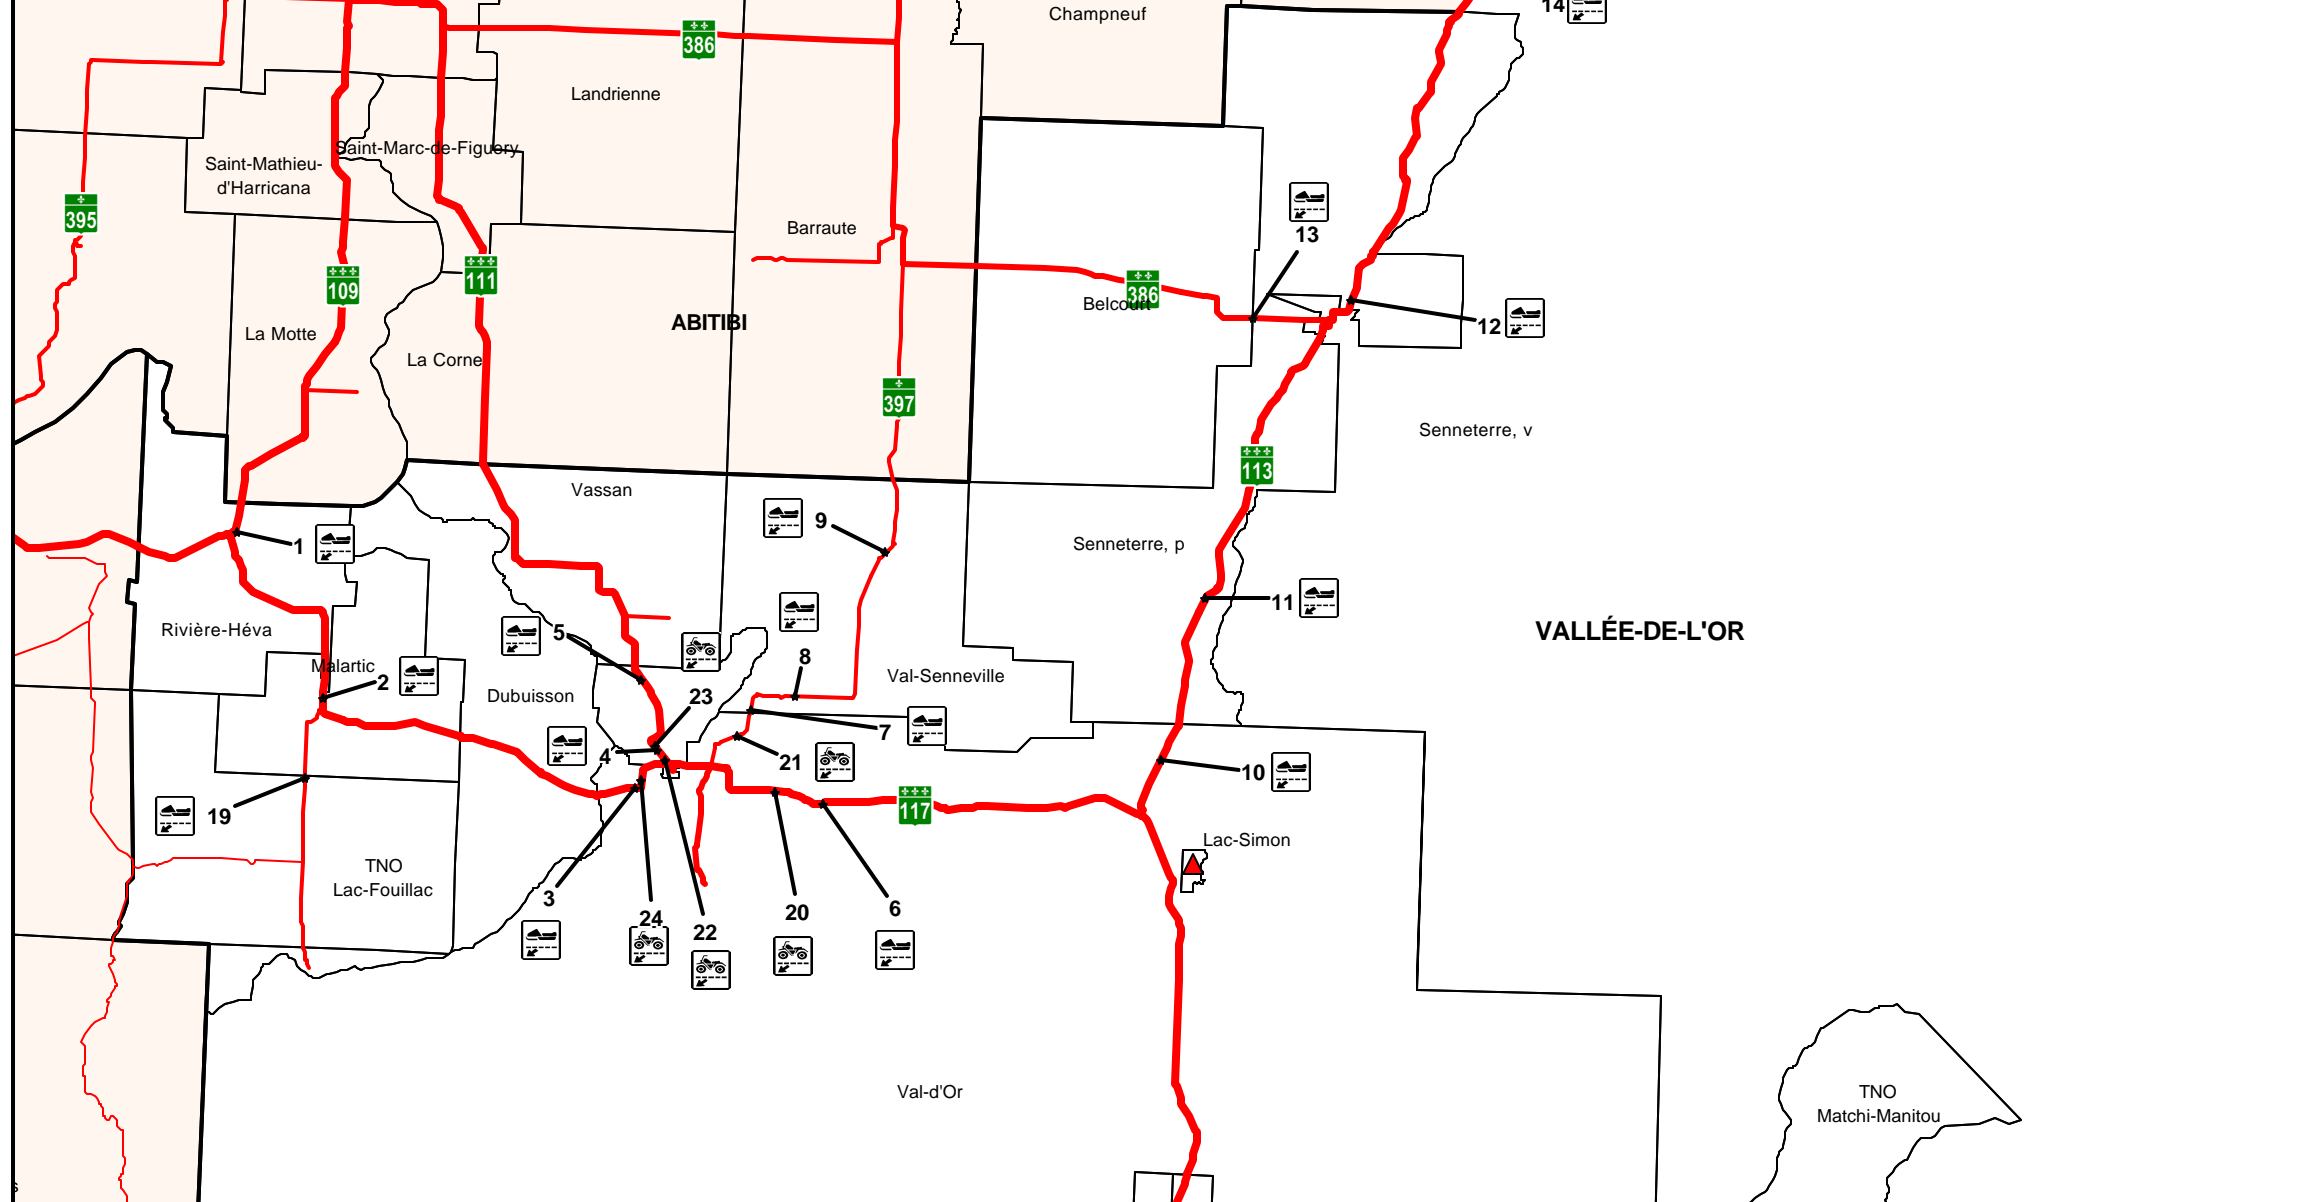 Champneuf
14
386
Landrienne
Saint-Marc-de-Figuery
Saint-Mathieu-
d'Harricana
395
13
Barraute
111
109
386
Belcourt
ABITIBI
12
La Motte
La Corne
397
Senneterre, v
113
Vassan
9
1
Senneterre, p
11
Rivière-Héva
5
VALLÉE-DE-L'OR
Malartic
8
2
Val-Senneville
Dubuisson
23
7
4
21
10
117
19
Lac-Simon
TNO
Lac-Fouillac
3
24
22
20
6
Val-d'Or
TNO
Matchi-Manitou
s